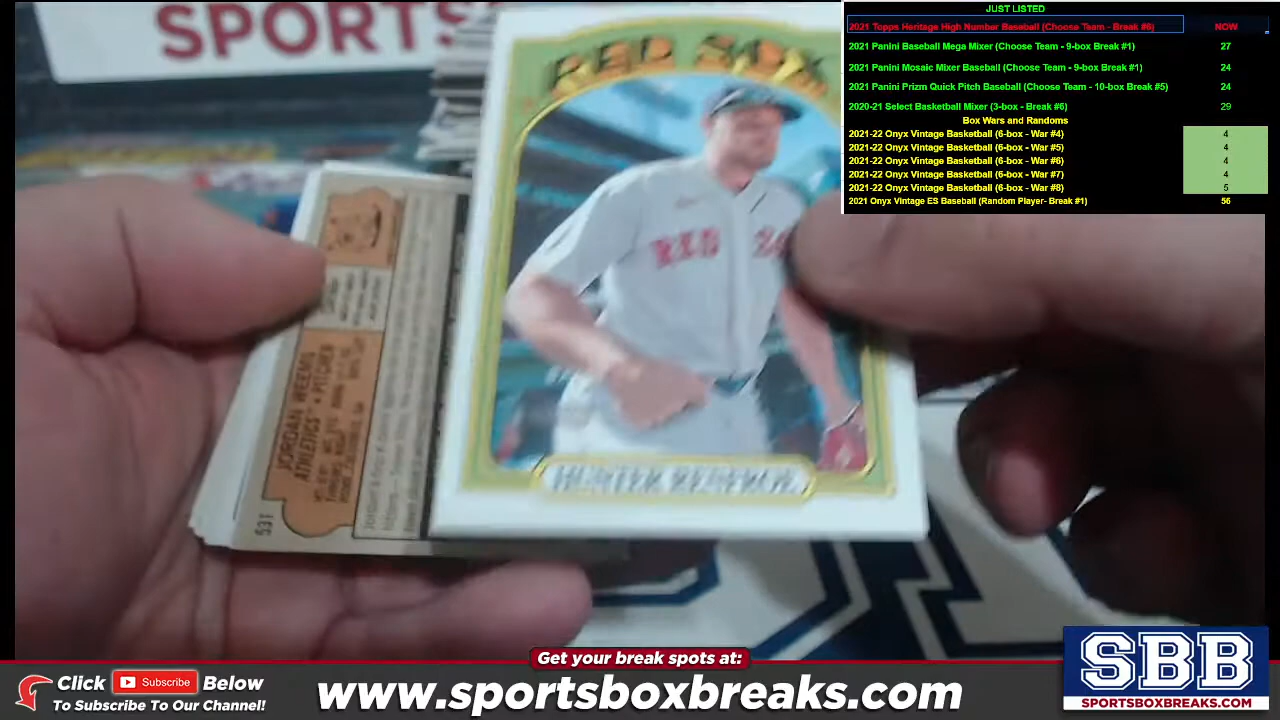 SPORTS
JUST LISTED
2021 Topps Heritage High Number Baseball (Choose Team - Break #6) NOW
2021 Panini Baseball Mega Mixer (Choose Team - 9-box Break #1) 27
2021 Panini Mosaic Mixer Baseball (Choose Team - 9-box Break #1) 24
2021 Panini Prizm Quick Pitch Baseball (Choose Team - 10-box Break #5) 24
2020-21 Select Basketball Mixer (3-box - Break #6) 29
Box Wars and Randoms
2021-22 Onyx Vintage Basketball (6-box - War #4) 4
2021-22 Onyx Vintage Basketball (6-box - War #5) 4
2021-22 Onyx Vintage Basketball (6-box - War #6) 4
2021-22 Onyx Vintage Basketball (6-box - War #7) 4
2021-22 Onyx Vintage Basketball (6-box - War #8) 5
2021 Onyx Vintage ES Baseball (Random Player- Break #1) 56
RED SOX
RED
JORDAN WEEMS
ATHLETICS • PITCHER
531
Get your break spots at:
Click Subscribe Below
To Subscribe To Our Channel!
www.sportsboxbreaks.com
SBB
SPORTSBOXBREAKS.COM